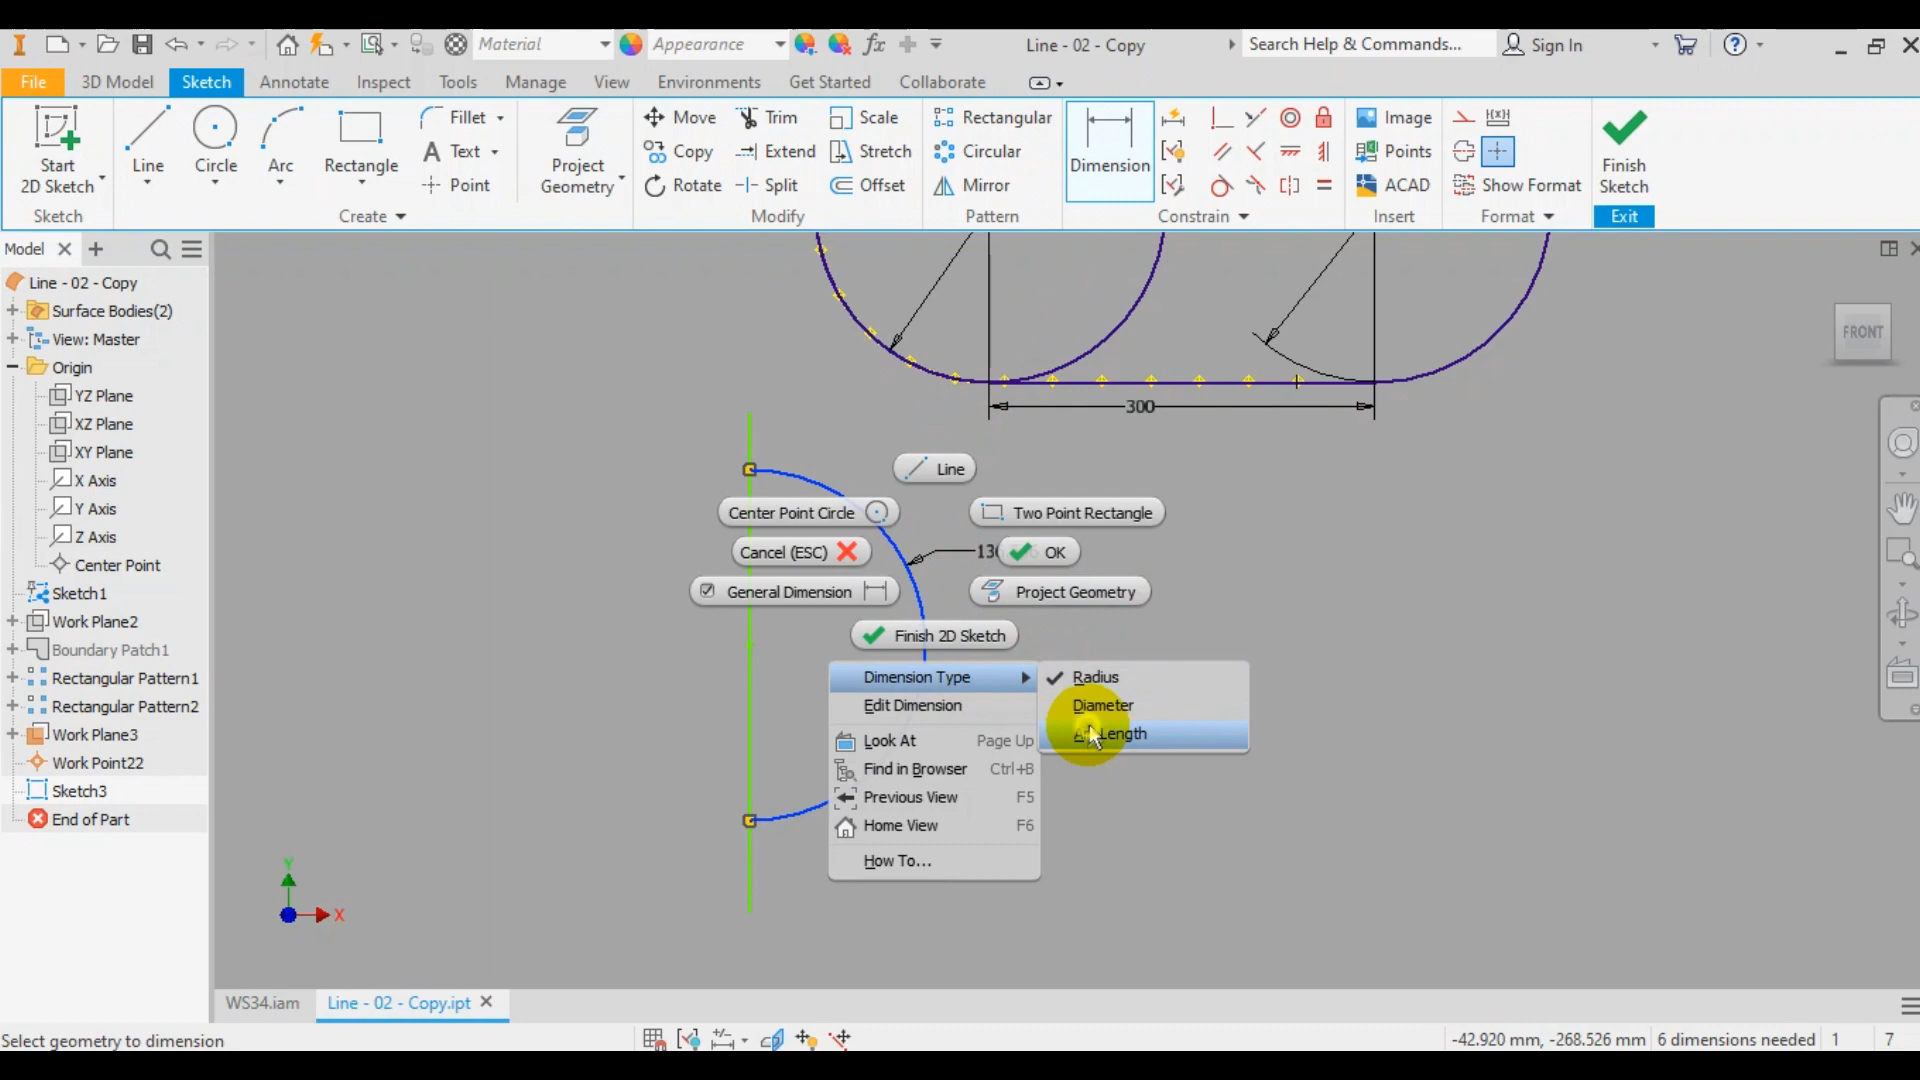 Material
Appearance
fx
Line - 02 - Copy
Search Help & Commands...
Sign In
File
3D Model
Sketch
Annotate
Inspect
Tools
Manage
View
Environments
Get Started
Collaborate
Start
2D Sketch
Line
Circle
Arc
Rectangle
Fillet
Text
Point
Project
Geometry
Move
Copy
Rotate
Trim
Extend
Split
Scale
Stretch
Offset
Rectangular
Circular
Mirror
Dimension
Image
Points
ACAD
Show Format
Finish
Sketch
Sketch
Create
Modify
Pattern
Constrain
Insert
Format
Exit
Model
Line - 02 - Copy
Surface Bodies(2)
View: Master
Origin
YZ Plane
XZ Plane
XY Plane
X Axis
Y Axis
Z Axis
Center Point
Sketch1
Work Plane2
Boundary Patch1
Rectangular Pattern1
Rectangular Pattern2
Work Plane3
Work Point22
Sketch3
End of Part
FRONT
300
Line
Center Point Circle
Two Point Rectangle
Cancel (ESC)
OK
General Dimension
Project Geometry
Finish 2D Sketch
Dimension Type
Edit Dimension
Look At Page Up
Find in Browser Ctrl+B
Previous View F5
Home View F6
How To...
Radius
Diameter
Length
Y
X
WS34.iam
Line - 02 - Copy.ipt
Select geometry to dimension
-42.920 mm, -268.526 mm
6 dimensions needed
1
7